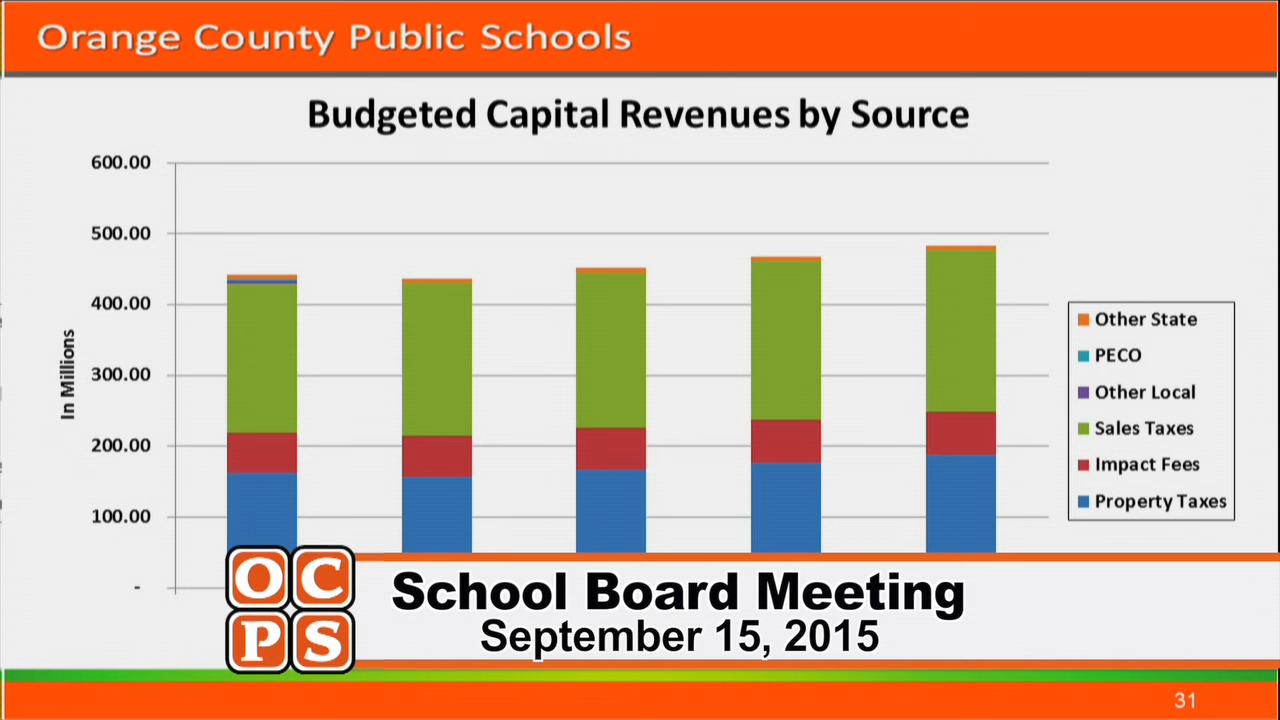 Orange County Public Schools
Budgeted Capital Revenues by Source
600.00
500.00
400.00
300.00
200.00
100.00
-
In Millions
Other State
PECO
Other Local
Sales Taxes
Impact Fees
Property Taxes
OC
PS
School Board Meeting
September 15, 2015
31